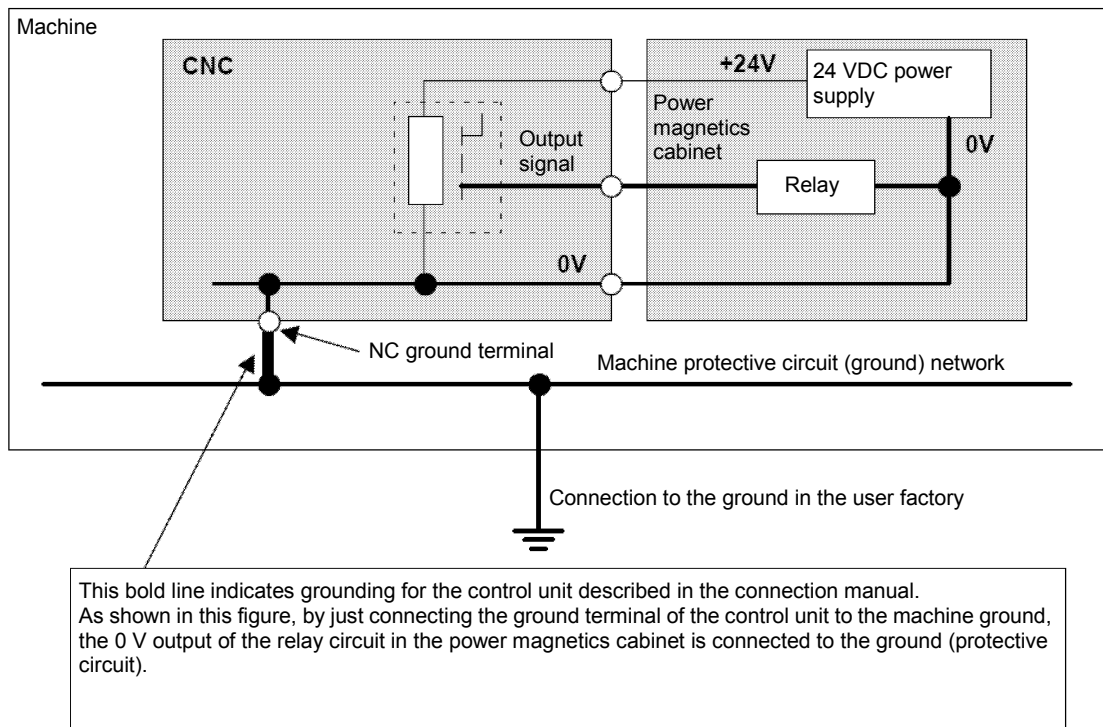 Machine
CNC
+24V
24 VDC power
supply
Power
magnetics
cabinet
Output
signal
0V
Relay
0V
NC ground terminal
Machine protective circuit (ground) network
Connection to the ground in the user factory
This bold line indicates grounding for the control unit described in the connection manual.
As shown in this figure, by just connecting the ground terminal of the control unit to the machine ground,
the 0 V output of the relay circuit in the power magnetics cabinet is connected to the ground (protective
circuit).